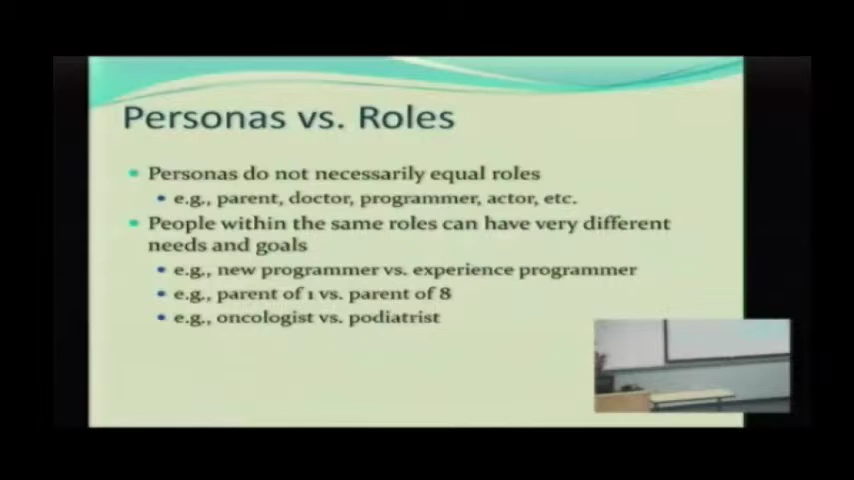 Personas vs. Roles
Personas do not necessarily equal roles
e.g., parent, doctor, programmer, actor, etc.
People within the same roles can have very different
needs and goals
e.g., new programmer vs. experience programmer
e.g., parent of 1 vs. parent of 8
e.g., oncologist vs. podiatrist